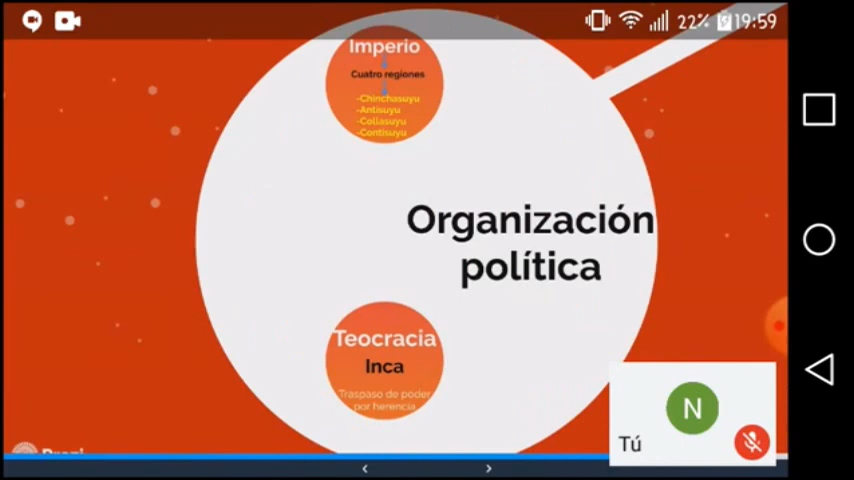 22% 19:59
Imperio
Cuatro regiones
-Chinchasuyu
-Antisuyu
-Collasuyu
-Contisuyu
Organización
política
Teocracia
Inca
Traspaso de poder
por herencia
N
Tú
Prezi